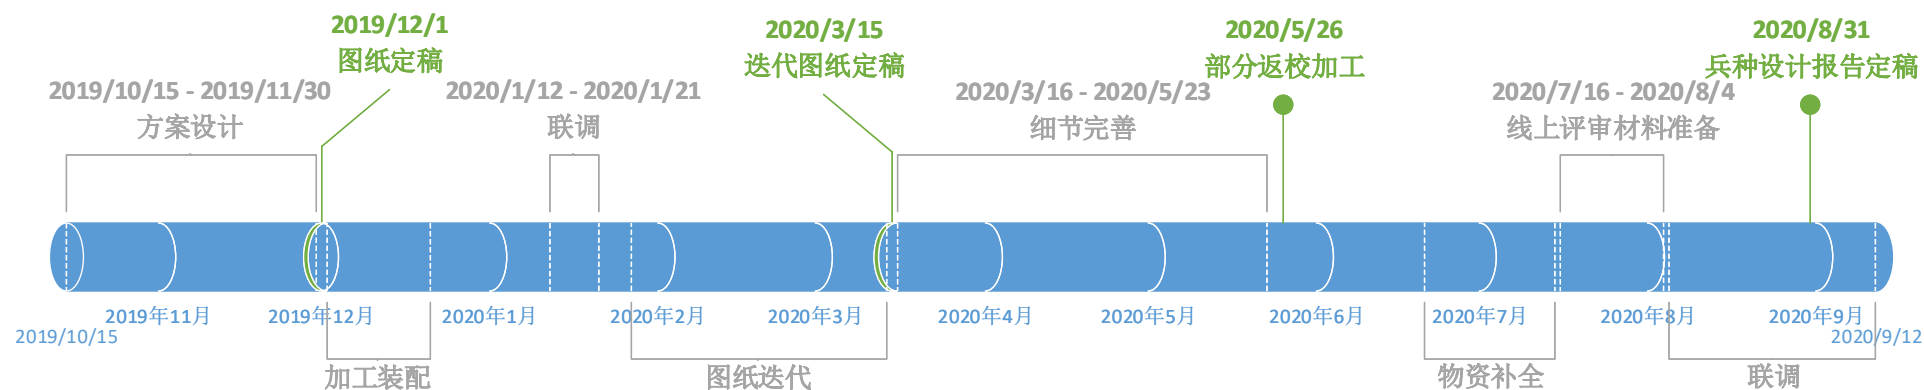 2019/12/1
图纸定稿
2020/3/15
迭代图纸定稿
2020/5/26
部分返校加工
2020/8/31
兵种设计报告定稿
2019/10/15 - 2019/11/30
方案设计
2020/1/12 - 2020/1/21
联调
2020/3/16 - 2020/5/23
细节完善
2020/7/16 - 2020/8/4
线上评审材料准备
2019年11月
2019年12月
2020年1月
2020年2月
2020年3月
2020年4月
2020年5月
2020年6月
2020年7月
2020年8月
2020年9月
2019/10/15
2020/9/12
加工装配
图纸迭代
物资补全
联调